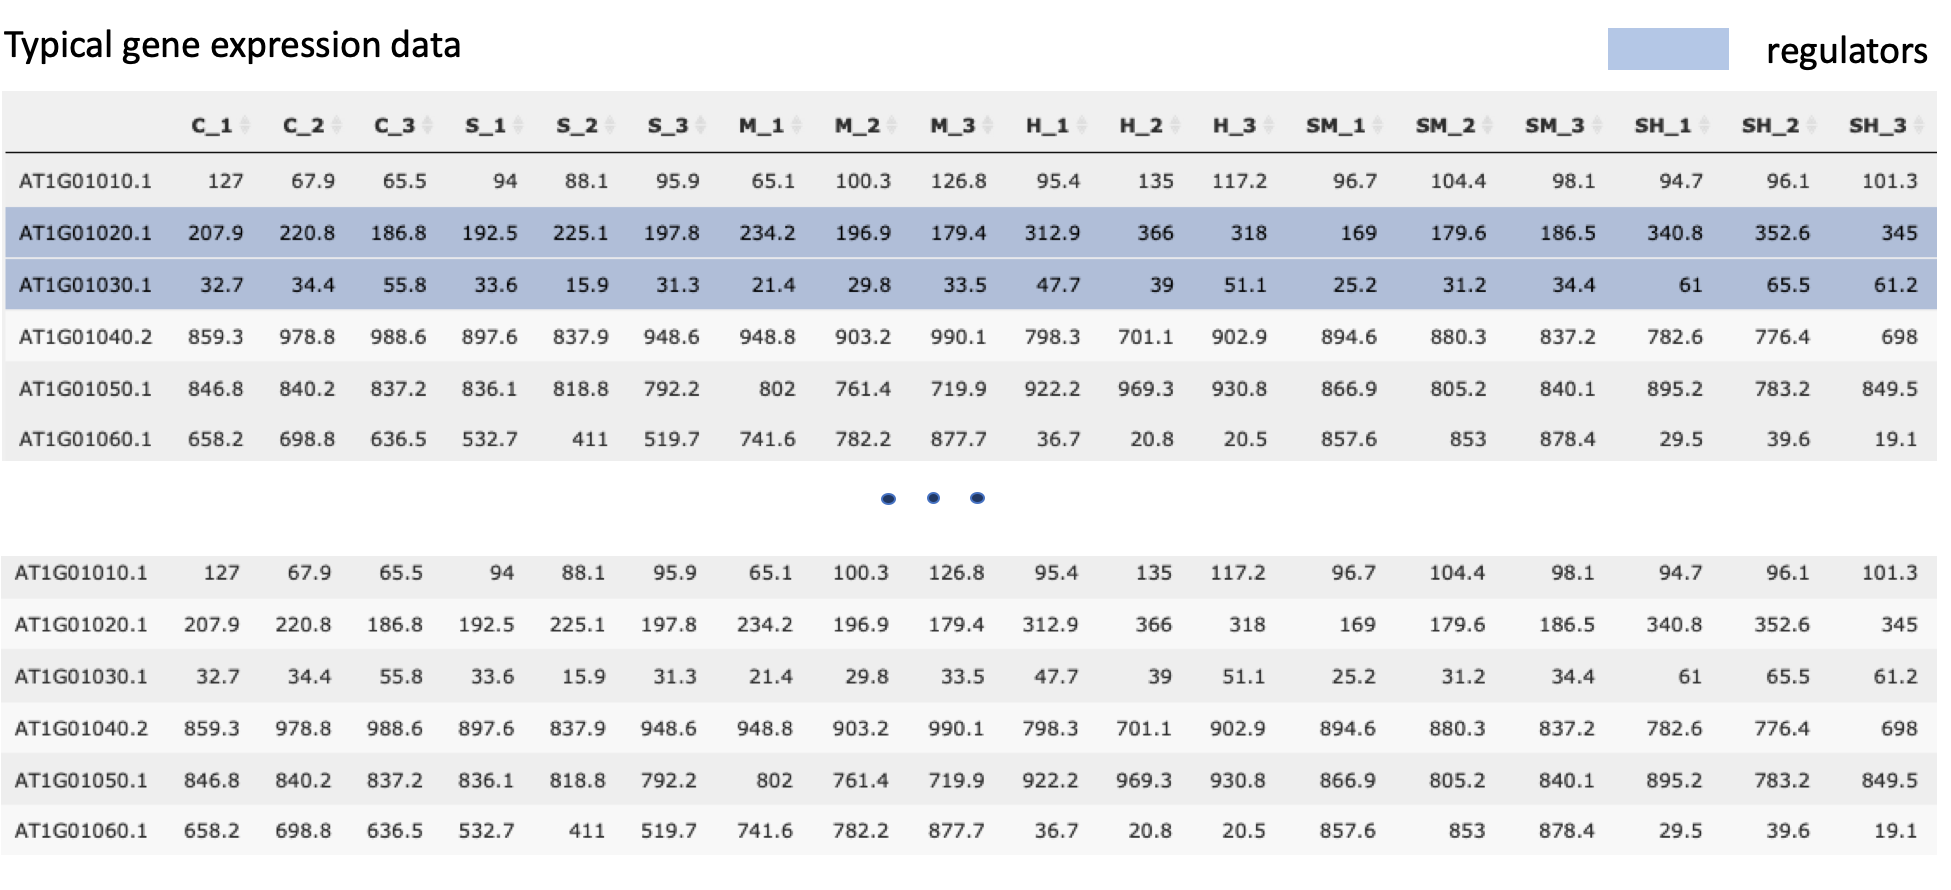 Typical gene expression data
regulators
C_1 C_2 C_3 S_1 S_2 S_3 M_1 M_2 M_3 H_1 H_2 H_3 SM_1 SM_2 SM_3 SH_1 SH_2 SH_3
AT1G01010.1 127 67.9 65.5 94 88.1 95.9 65.1 100.3 126.8 95.4 135 117.2 96.7 104.4 98.1 94.7 96.1 101.3
AT1G01020.1 207.9 220.8 186.8 192.5 225.1 197.8 234.2 196.9 179.4 312.9 366 318 169 179.6 186.5 340.8 352.6 345
AT1G01030.1 32.7 34.4 55.8 33.6 15.9 31.3 21.4 29.8 33.5 47.7 39 51.1 25.2 31.2 34.4 61 65.5 61.2
AT1G01040.2 859.3 978.8 988.6 897.6 837.9 948.6 948.8 903.2 990.1 798.3 701.1 902.9 894.6 880.3 837.2 782.6 776.4 698
AT1G01050.1 846.8 840.2 837.2 836.1 818.8 792.2 802 761.4 719.9 922.2 969.3 930.8 866.9 805.2 840.1 895.2 783.2 849.5
AT1G01060.1 658.2 698.8 636.5 532.7 411 519.7 741.6 782.2 877.7 36.7 20.8 20.5 857.6 853 878.4 29.5 39.6 19.1
AT1G01010.1 127 67.9 65.5 94 88.1 95.9 65.1 100.3 126.8 95.4 135 117.2 96.7 104.4 98.1 94.7 96.1 101.3
AT1G01020.1 207.9 220.8 186.8 192.5 225.1 197.8 234.2 196.9 179.4 312.9 366 318 169 179.6 186.5 340.8 352.6 345
AT1G01030.1 32.7 34.4 55.8 33.6 15.9 31.3 21.4 29.8 33.5 47.7 39 51.1 25.2 31.2 34.4 61 65.5 61.2
AT1G01040.2 859.3 978.8 988.6 897.6 837.9 948.6 948.8 903.2 990.1 798.3 701.1 902.9 894.6 880.3 837.2 782.6 776.4 698
AT1G01050.1 846.8 840.2 837.2 836.1 818.8 792.2 802 761.4 719.9 922.2 969.3 930.8 866.9 805.2 840.1 895.2 783.2 849.5
AT1G01060.1 658.2 698.8 636.5 532.7 411 519.7 741.6 782.2 877.7 36.7 20.8 20.5 857.6 853 878.4 29.5 39.6 19.1